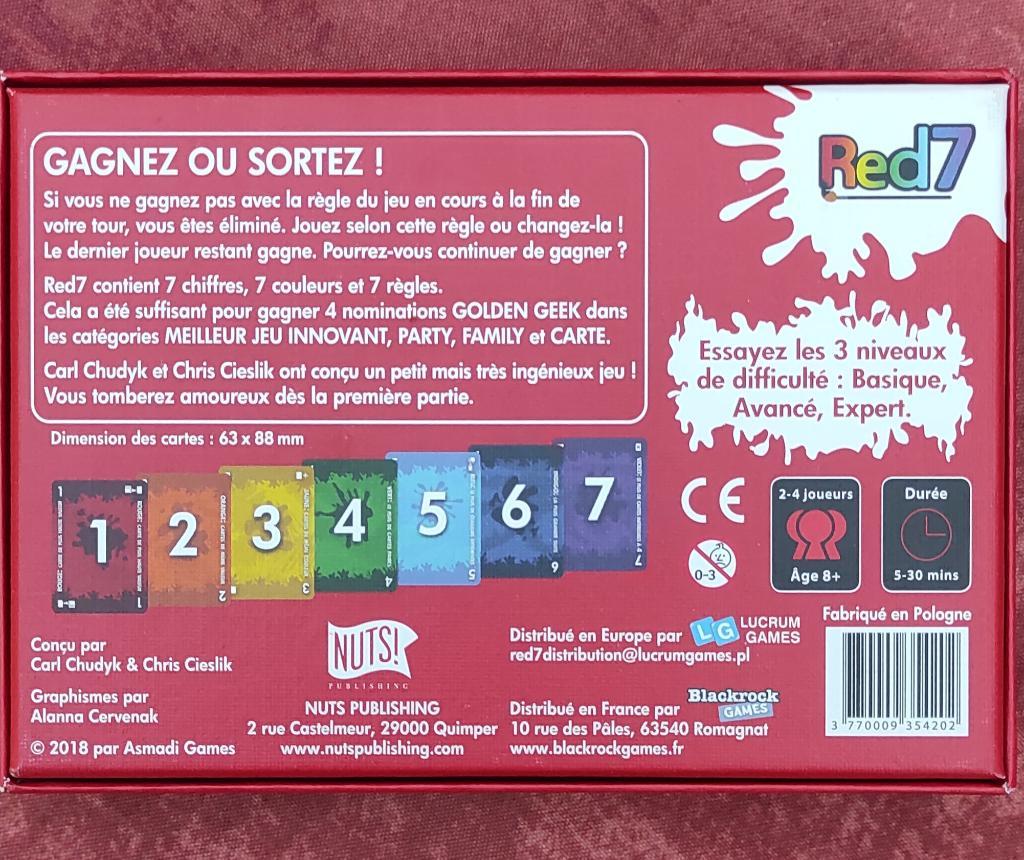 GAGNEZ OU SORTEZ !
Si vous ne gagnez pas avec la règle du jeu en cours à la fin de
votre tour, vous êtes éliminé. Jouez selon cette règle ou changez-la !
Le dernier joueur restant gagne. Pourrez-vous continuer de gagner ?
Red7 contient 7 chiffres, 7 couleurs et 7 règles.
Cela a été suffisant pour gagner 4 nominations GOLDEN GEEK dans
les catégories MEILLEUR JEU INNOVANT, PARTY, FAMILY et CARTE.
Carl Chudyk et Chris Cieslik ont conçu un petit mais très ingénieux jeu !
Vous tomberez amoureux dès la première partie.
Red7
Essayez les 3 niveaux
de difficulté : Basique,
Avancé, Expert.
Dimension des cartes : 63 x 88 mm
1 2 3 4 5 6 7
CE
0-3
2-4 joueurs
Âge 8+
Durée
5-30 mins
Fabriqué en Pologne
3 770009 354202
Conçu par
Carl Chudyk & Chris Cieslik
Graphismes par
Alanna Cervenak
© 2018 par Asmadi Games
NUTS!
PUBLISHING
NUTS PUBLISHING
2 rue Castelmeur, 29000 Quimper
www.nutspublishing.com
Distribué en Europe par
LG LUCRUM
GAMES
red7distribution@lucrumgames.pl
Distribué en France par
Blackrock
GAMES
10 rue des Pâles, 63540 Romagnat
www.blackrockgames.fr